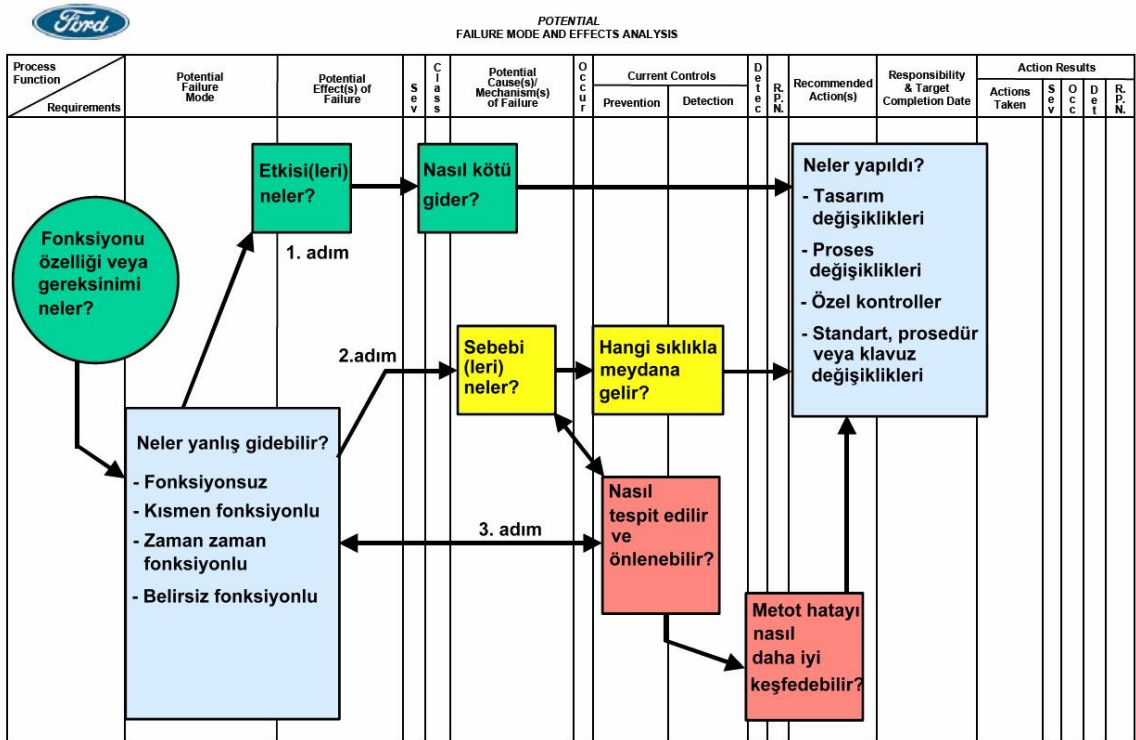 Ford
POTENTIAL
FAILURE MODE AND EFFECTS ANALYSIS
Process
Function
Requirements
Potential
Failure
Mode
Potential
Effect(s) of
Failure
Sev
Class
Potential
Cause(s)/
Mechanism(s)
of Failure
Occur
Current Controls
Prevention
Detection
Detec
R.P.N.
Recommended
Action(s)
Responsibility
& Target
Completion Date
Action Results
Actions
Taken
Sev
Occ
Det
R.P.N.
Fonksiyonu
özelliği veya
gereksinimi
neler?
Etkisi(leri)
neler?
1. adım
Nasıl kötü
gider?
Neler yapıldı?
- Tasarım
değişiklikleri
- Proses
değişiklikleri
- Özel kontroller
- Standart, prosedür
veya klavuz
değişiklikleri
2.adım
Sebebi
(leri)
neler?
Hangi sıklıkla
meydana
gelir?
Neler yanlış gidebilir?
- Fonksiyonsuz
- Kısmen fonksiyonlu
- Zaman zaman
fonksiyonlu
- Belirsiz fonksiyonlu
3. adım
Nasıl
tespit edilir
ve
önlenebilir?
Metot hatayı
nasıl
daha iyi
keşfedebilir?